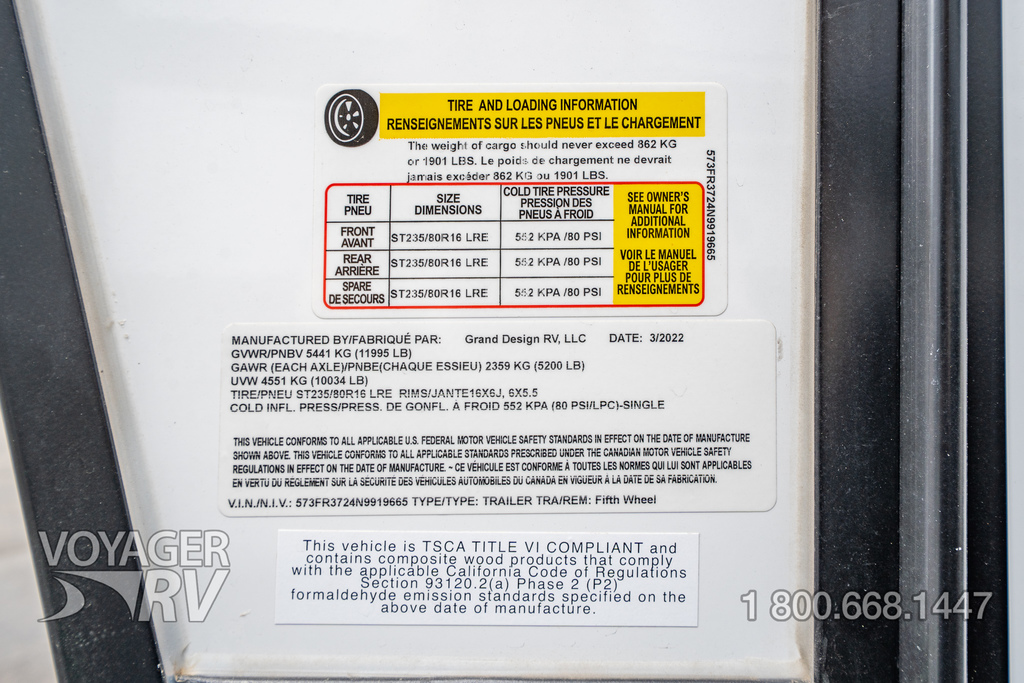 TIRE AND LOADING INFORMATION
RENSEIGNEMENTS SUR LES PNEUS ET LE CHARGEMENT
The weight of cargo should never exceed 862 KG
or 1901 LBS. Le poids de chargement ne devrait
jamais excéder 862 KG ou 1901 LBS.
TIRE PNEU SIZE DIMENSIONS COLD TIRE PRESSURE PRESSION DES PNEUS À FROID
FRONT AVANT ST235/80R16 LRE 552 KPA /80 PSI
REAR ARRIÈRE ST235/80R16 LRE 552 KPA /80 PSI
SPARE DE SECOURS ST235/80R16 LRE 552 KPA /80 PSI
SEE OWNER'S
MANUAL FOR
ADDITIONAL
INFORMATION
VOIR LE MANUEL
DE L'USAGER
POUR PLUS DE
RENSEIGNEMENTS
573FR3724N9919665
MANUFACTURED BY/FABRIQUÉ PAR: Grand Design RV, LLC DATE: 3/2022
GVWR/PNBV 5441 KG (11995 LB)
GAWR (EACH AXLE)/PNBE(CHAQUE ESSIEU) 2359 KG (5200 LB)
UVW 4551 KG (10034 LB)
TIRE/PNEU ST235/80R16 LRE RIMS/JANTE16X6J, 6X5.5
COLD INFL. PRESS/PRESS. DE GONFL. À FROID 552 KPA (80 PSI/LPC)-SINGLE
THIS VEHICLE CONFORMS TO ALL APPLICABLE U.S. FEDERAL MOTOR VEHICLE SAFETY STANDARDS IN EFFECT ON THE DATE OF MANUFACTURE
SHOWN ABOVE. THIS VEHICLE CONFORMS TO ALL APPLICABLE STANDARDS PRESCRIBED UNDER THE CANADIAN MOTOR VEHICLE SAFETY
REGULATIONS IN EFFECT ON THE DATE OF MANUFACTURE. ~ CE VÉHICULE EST CONFORME À TOUTES LES NORMES QUI LUI SONT APPLICABLES
EN VERTU DU RÈGLEMENT SUR LA SÉCURITÉ DES VÉHICULES AUTOMOBILES DU CANADA EN VIGUEUR À LA DATE DE SA FABRICATION.
V.I.N./N.I.V.: 573FR3724N9919665 TYPE/TYPE: TRAILER TRA/REM: Fifth Wheel
This vehicle is TSCA TITLE VI COMPLIANT and
contains composite wood products that comply
with the applicable California Code of Regulations
Section 93120.2(a) Phase 2 (P2)
formaldehyde emission standards specified on the
above date of manufacture.
VOYAGER
RV
1 800.668.1447